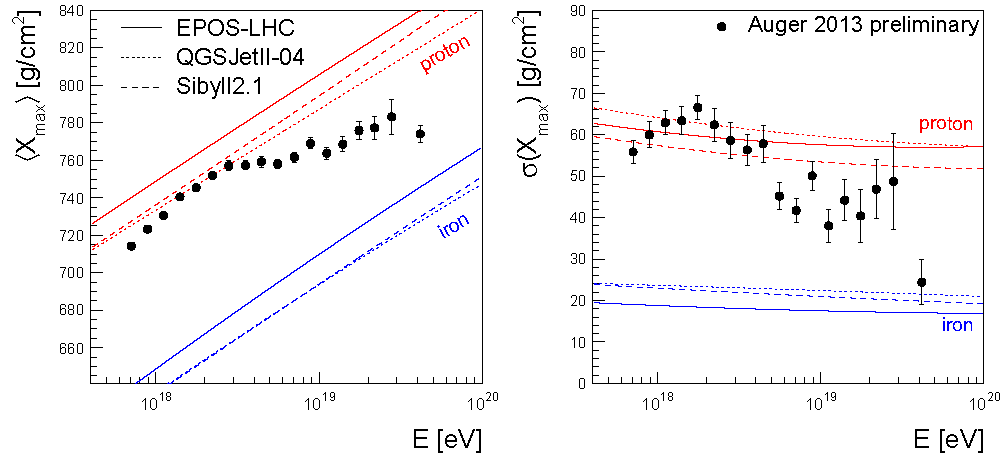 ⟨Xmax⟩ [g/cm²]
840
820
800
780
760
740
720
700
680
660
EPOS-LHC
QGSJetII-04
Sibyll2.1
proton
iron
10¹⁸
10¹⁹
10²⁰
E [eV]
σ(Xmax) [g/cm²]
90
80
70
60
50
40
30
20
10
0
Auger 2013 preliminary
proton
iron
10¹⁸
10¹⁹
10²⁰
E [eV]